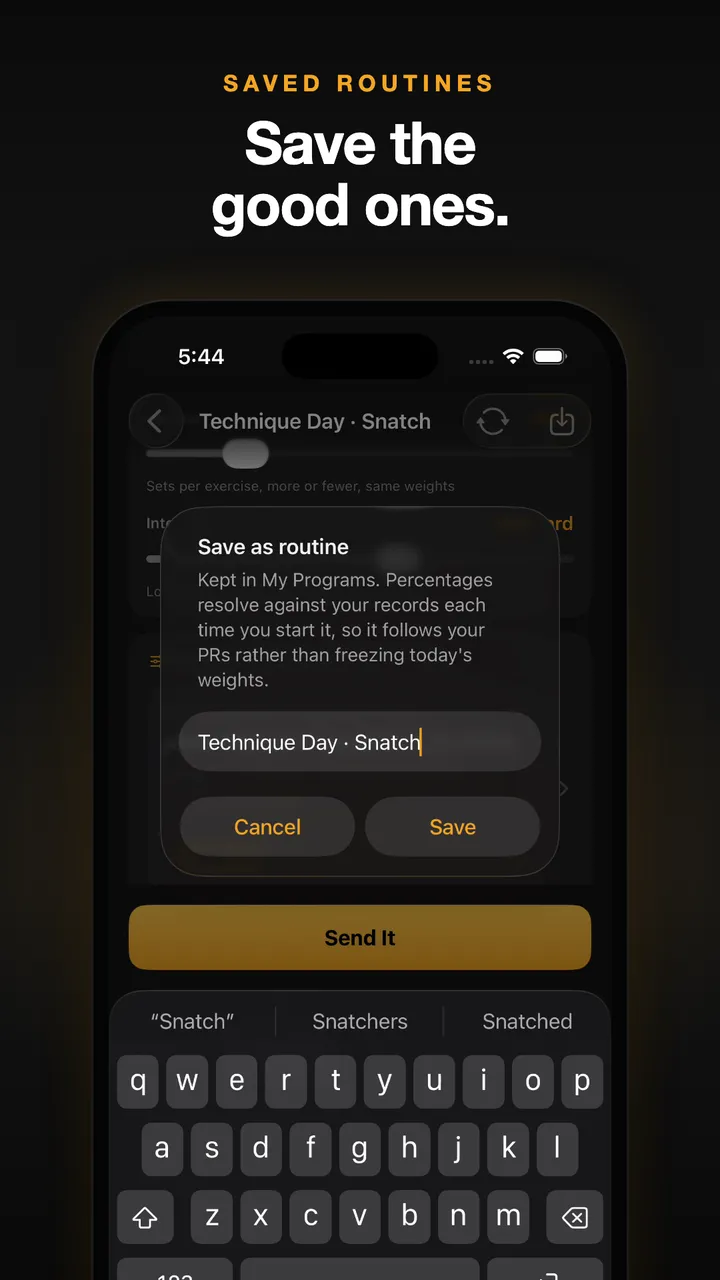 SAVED ROUTINES
Save the
good ones.
5:44
Technique Day · Snatch
Sets per exercise, more or fewer, same weights
Save as routine
Kept in My Programs. Percentages
resolve against your records each
time you start it, so it follows your
PRs rather than freezing today's
weights.
Technique Day · Snatch
Cancel Save
Send It
“Snatch” Snatchers Snatched
q w e r t y u i o p
a s d f g h j k l
z x c v b n m